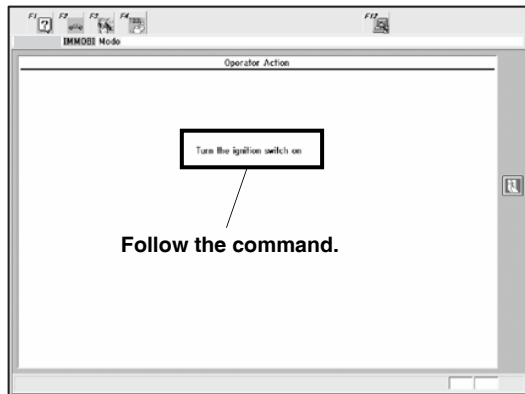 F1 F2 F3 F4 F12
IMMOBI Mode
Operator Action
Turn the ignition switch on
Follow the command.